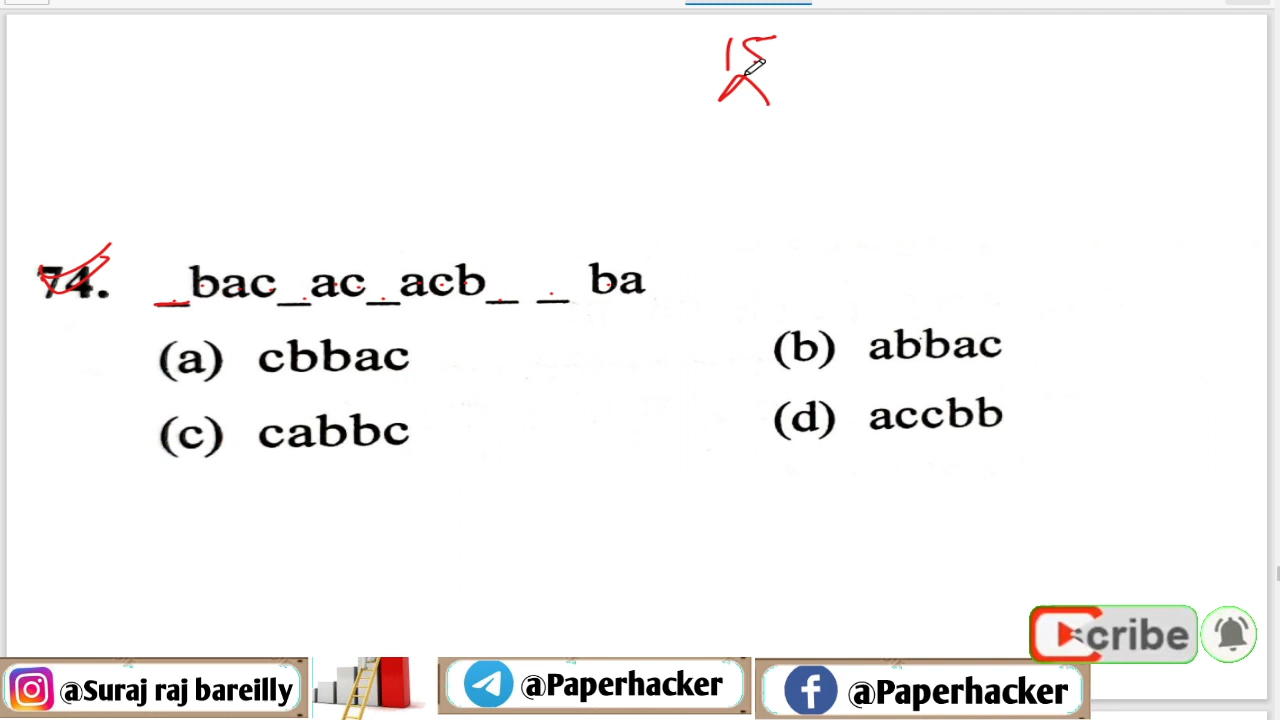 15
74. _bac_ac_acb_ _ ba
(a) cbbac (b) abbac
(c) cabbc (d) accbb
cribe
@Suraj raj bareilly @Paperhacker @Paperhacker